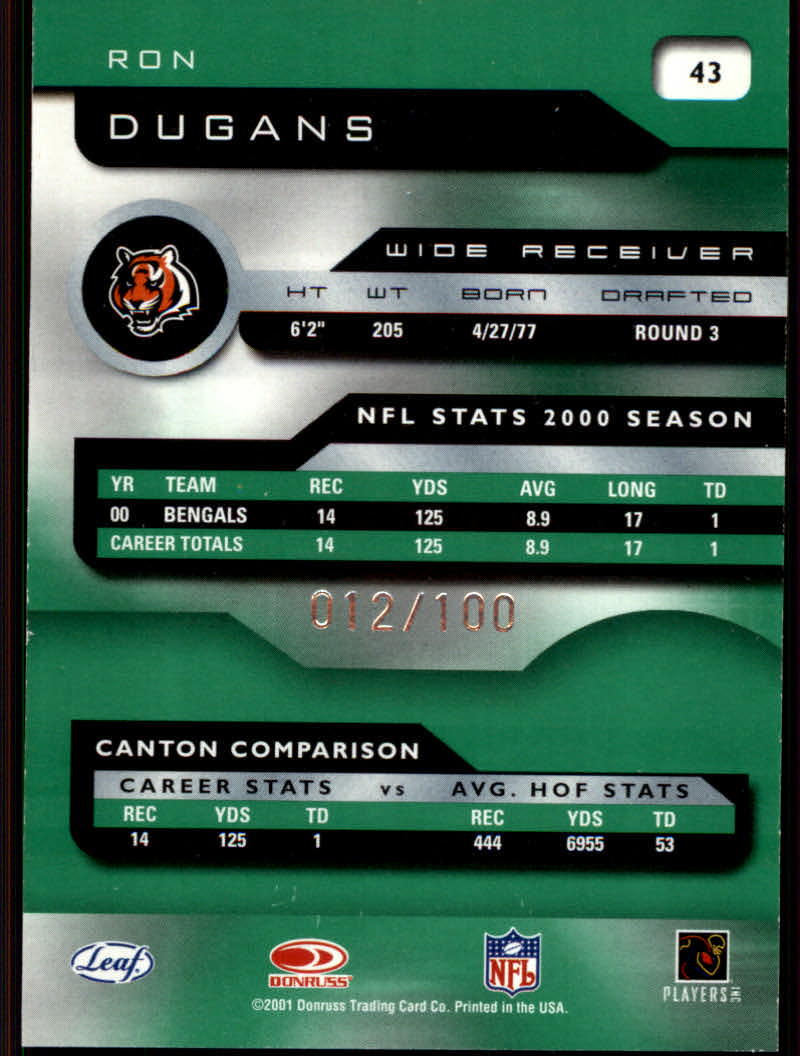 RON
43
DUGANS
WIDE RECEIVER
HT WT BORN DRAFTED
6'2" 205 4/27/77 ROUND 3
NFL STATS 2000 SEASON
YR TEAM REC YDS AVG LONG TD
00 BENGALS 14 125 8.9 17 1
CAREER TOTALS 14 125 8.9 17 1
012/100
CANTON COMPARISON
CAREER STATS vs AVG. HOF STATS
REC YDS TD REC YDS TD
14 125 1 444 6955 53
Leaf
DONRUSS
NFL
PLAYERS INC
©2001 Donruss Trading Card Co. Printed in the USA.